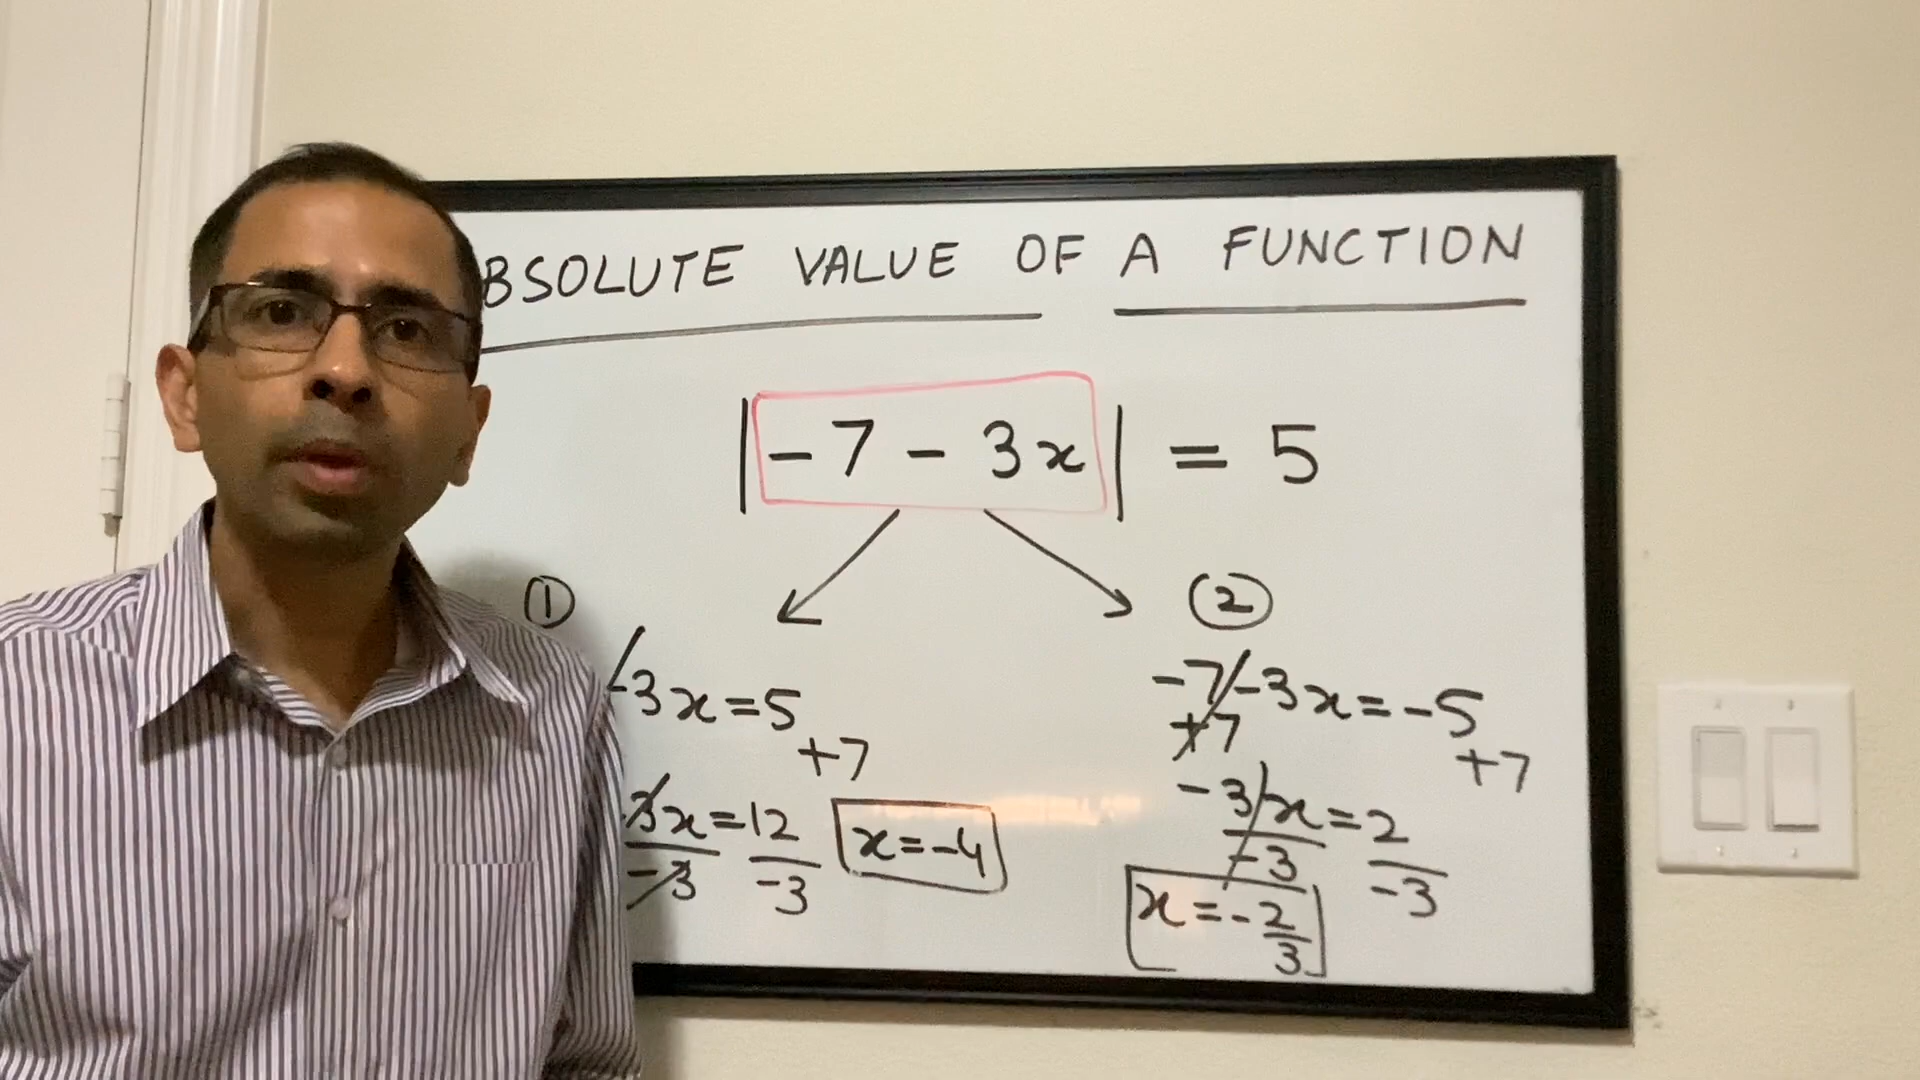 BSOLUTE VALUE OF A FUNCTION
|-7 - 3x| = 5
①
-3x=5
+7
3x=12
-3 -3
x=-4
②
-7-3x=-5
+7 +7
-3x=2
-3 -3
x=-2/3